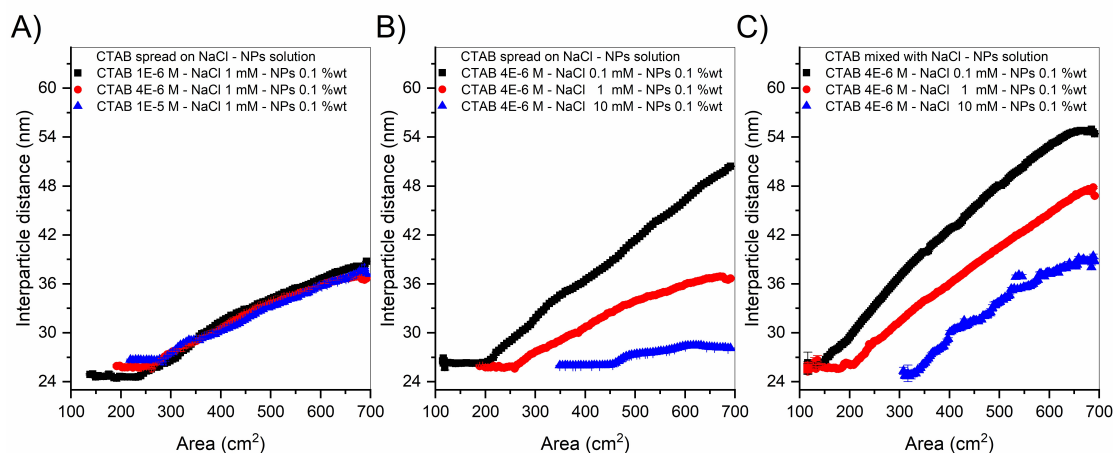 A)
CTAB spread on NaCl - NPs solution
CTAB 1E-6 M - NaCl 1 mM - NPs 0.1 %wt
CTAB 4E-6 M - NaCl 1 mM - NPs 0.1 %wt
CTAB 1E-5 M - NaCl 1 mM - NPs 0.1 %wt
Interparticle distance (nm)
60
54
48
42
36
30
24
100 200 300 400 500 600 700
Area (cm²)
B)
CTAB spread on NaCl - NPs solution
CTAB 4E-6 M - NaCl 0.1 mM - NPs 0.1 %wt
CTAB 4E-6 M - NaCl 1 mM - NPs 0.1 %wt
CTAB 4E-6 M - NaCl 10 mM - NPs 0.1 %wt
Interparticle distance (nm)
60
54
48
42
36
30
24
100 200 300 400 500 600 700
Area (cm²)
C)
CTAB mixed with NaCl - NPs solution
CTAB 4E-6 M - NaCl 0.1 mM - NPs 0.1 %wt
CTAB 4E-6 M - NaCl 1 mM - NPs 0.1 %wt
CTAB 4E-6 M - NaCl 10 mM - NPs 0.1 %wt
Interparticle distance (nm)
60
54
48
42
36
30
24
100 200 300 400 500 600 700
Area (cm²)